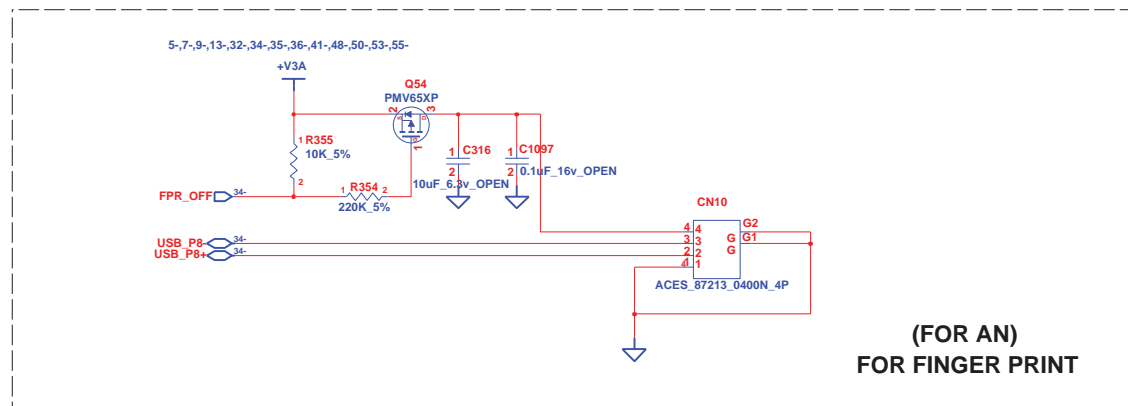 5-,7-,9-,13-,32-,34-,35-,36-,41-,48-,50-,53-,55-
+V3A
Q54
PMV65XP
2
3
S
D
G
1
1
R355
10K_5%
2
1
C316
2
10uF_6.3v_OPEN
1
C1097
2
0.1uF_16v_OPEN
FPR_OFF
34-
1
R354
2
220K_5%
CN10
USB_P8-
34-
USB_P8+
34-
4
4
G2
3
3
G
G1
2
2
G
1
1
ACES_87213_0400N_4P
(FOR AN)
FOR FINGER PRINT